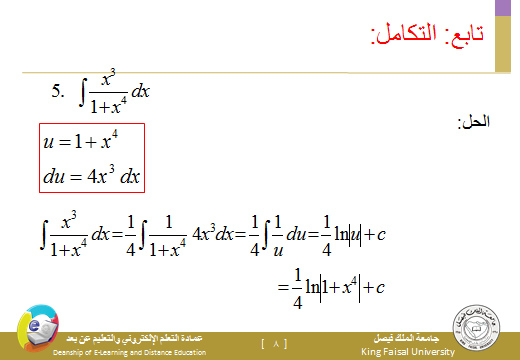 تابع: التكامل:
5. ∫ x³/(1+x⁴) dx
الحل:
u = 1 + x⁴
du = 4x³ dx
∫ x³/(1+x⁴) dx = 1/4 ∫ 1/(1+x⁴) 4x³dx = 1/4 ∫ 1/u du = 1/4 ln|u| + c
= 1/4 ln|1+x⁴| + c
عمادة التعلم الإلكتروني والتعليم عن بعد
Deanship of E-Learning and Distance Education
[ ٨ ]
جامعة الملك فيصل
King Faisal University